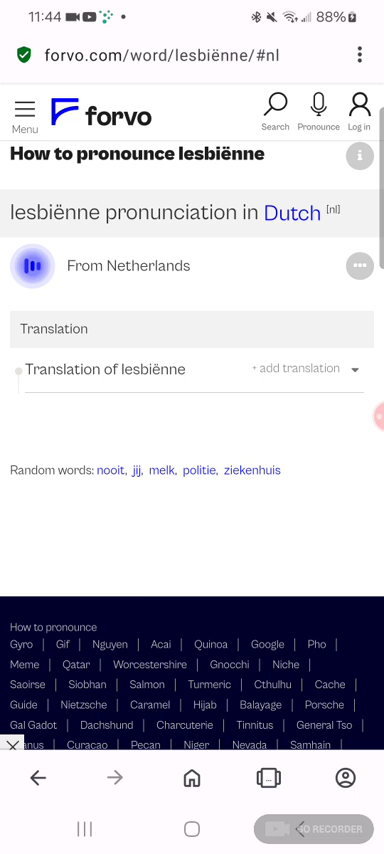 11:44
88%
forvo.com/word/lesbiënne/#nl
forvo
Menu
Search
Pronounce
Log in
How to pronounce lesbiënne
lesbiënne pronunciation in Dutch [nl]
From Netherlands
Translation
Translation of lesbiënne
+ add translation
Random words: nooit, jij, melk, politie, ziekenhuis
How to pronounce
Gyro | Gif | Nguyen | Acai | Quinoa | Google | Pho |
Meme | Qatar | Worcestershire | Gnocchi | Niche |
Saoirse | Siobhan | Salmon | Turmeric | Cthulhu | Cache |
Guide | Nietzsche | Caramel | Hijab | Balayage | Porsche |
Gal Gadot | Dachshund | Charcuterie | Tinnitus | General Tso |
Curacao | Pecan | Niger | Nevada | Samhain |
GO RECORDER